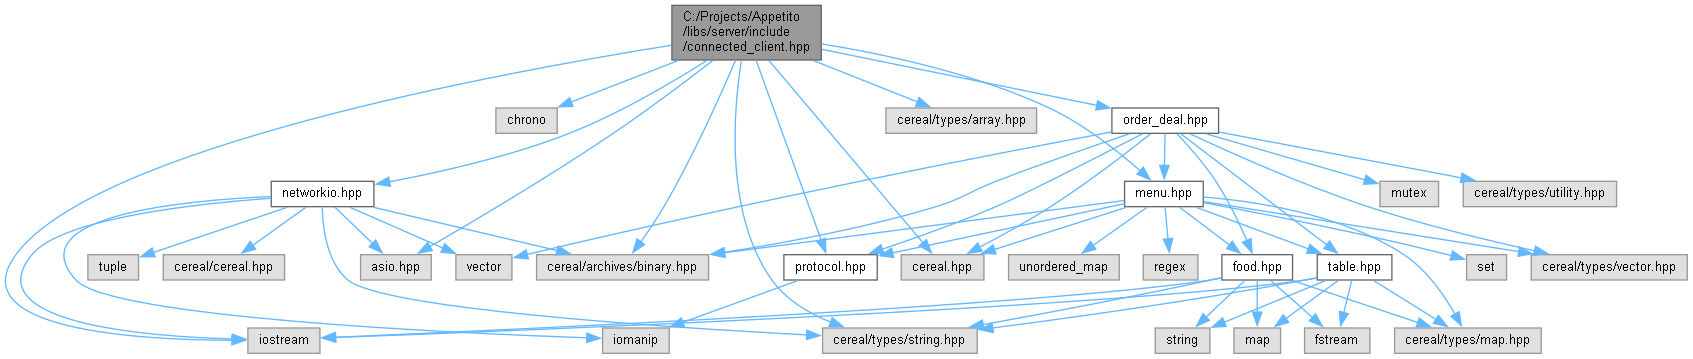 C:/Projects/Appetito
/libs/server/include
/connected_client.hpp
chrono
cereal/types/array.hpp
order_deal.hpp
networkio.hpp
menu.hpp
mutex
cereal/types/utility.hpp
tuple
cereal/cereal.hpp
asio.hpp
vector
cereal/archives/binary.hpp
protocol.hpp
cereal.hpp
unordered_map
regex
food.hpp
table.hpp
set
cereal/types/vector.hpp
iostream
iomanip
cereal/types/string.hpp
string
map
fstream
cereal/types/map.hpp